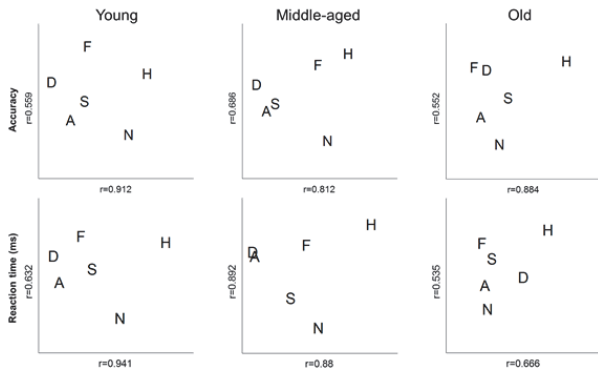 Young
Middle-aged
Old
Accuracy
r=0.559
F
D
H
S
A
N
r=0.912
r=0.686
H
F
D
S
A
N
r=0.812
r=0.552
H
F D
S
A
N
r=0.884
Reaction time (ms)
r=0.632
F
H
D
S
A
N
r=0.941
r=0.892
H
F
D
A
S
N
r=0.88
r=0.535
H
F
S
D
A
N
r=0.666